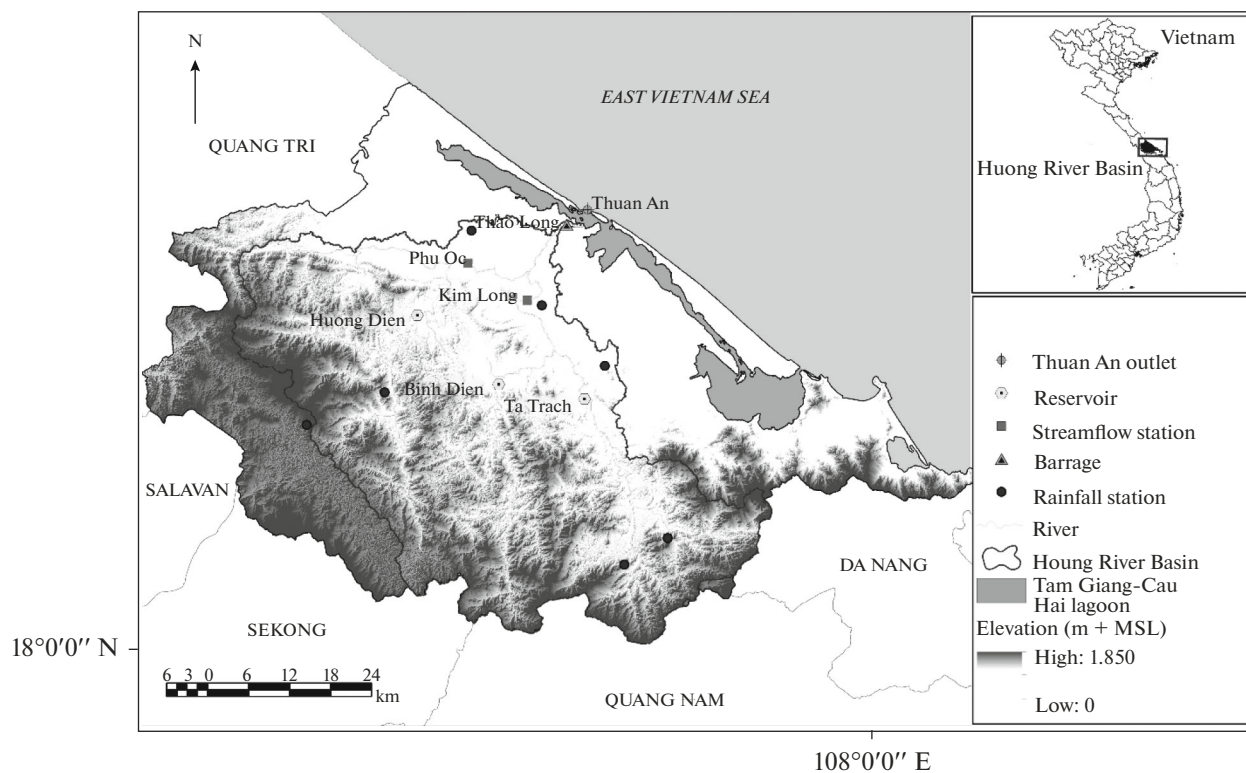 N
EAST VIETNAM SEA
QUANG TRI
Thuan An
Thao Long
Phu Oc
Kim Long
Huong Dien
Binh Dien
Ta Trach
SALAVAN
DA NANG
SEKONG
QUANG NAM
18°0′0′′ N
108°0′0′′ E
6 3 0 6 12 18 24
km
Vietnam
Huong River Basin
Thuan An outlet
Reservoir
Streamflow station
Barrage
Rainfall station
River
Houng River Basin
Tam Giang-Cau
Hai lagoon
Elevation (m + MSL)
High: 1.850
Low: 0